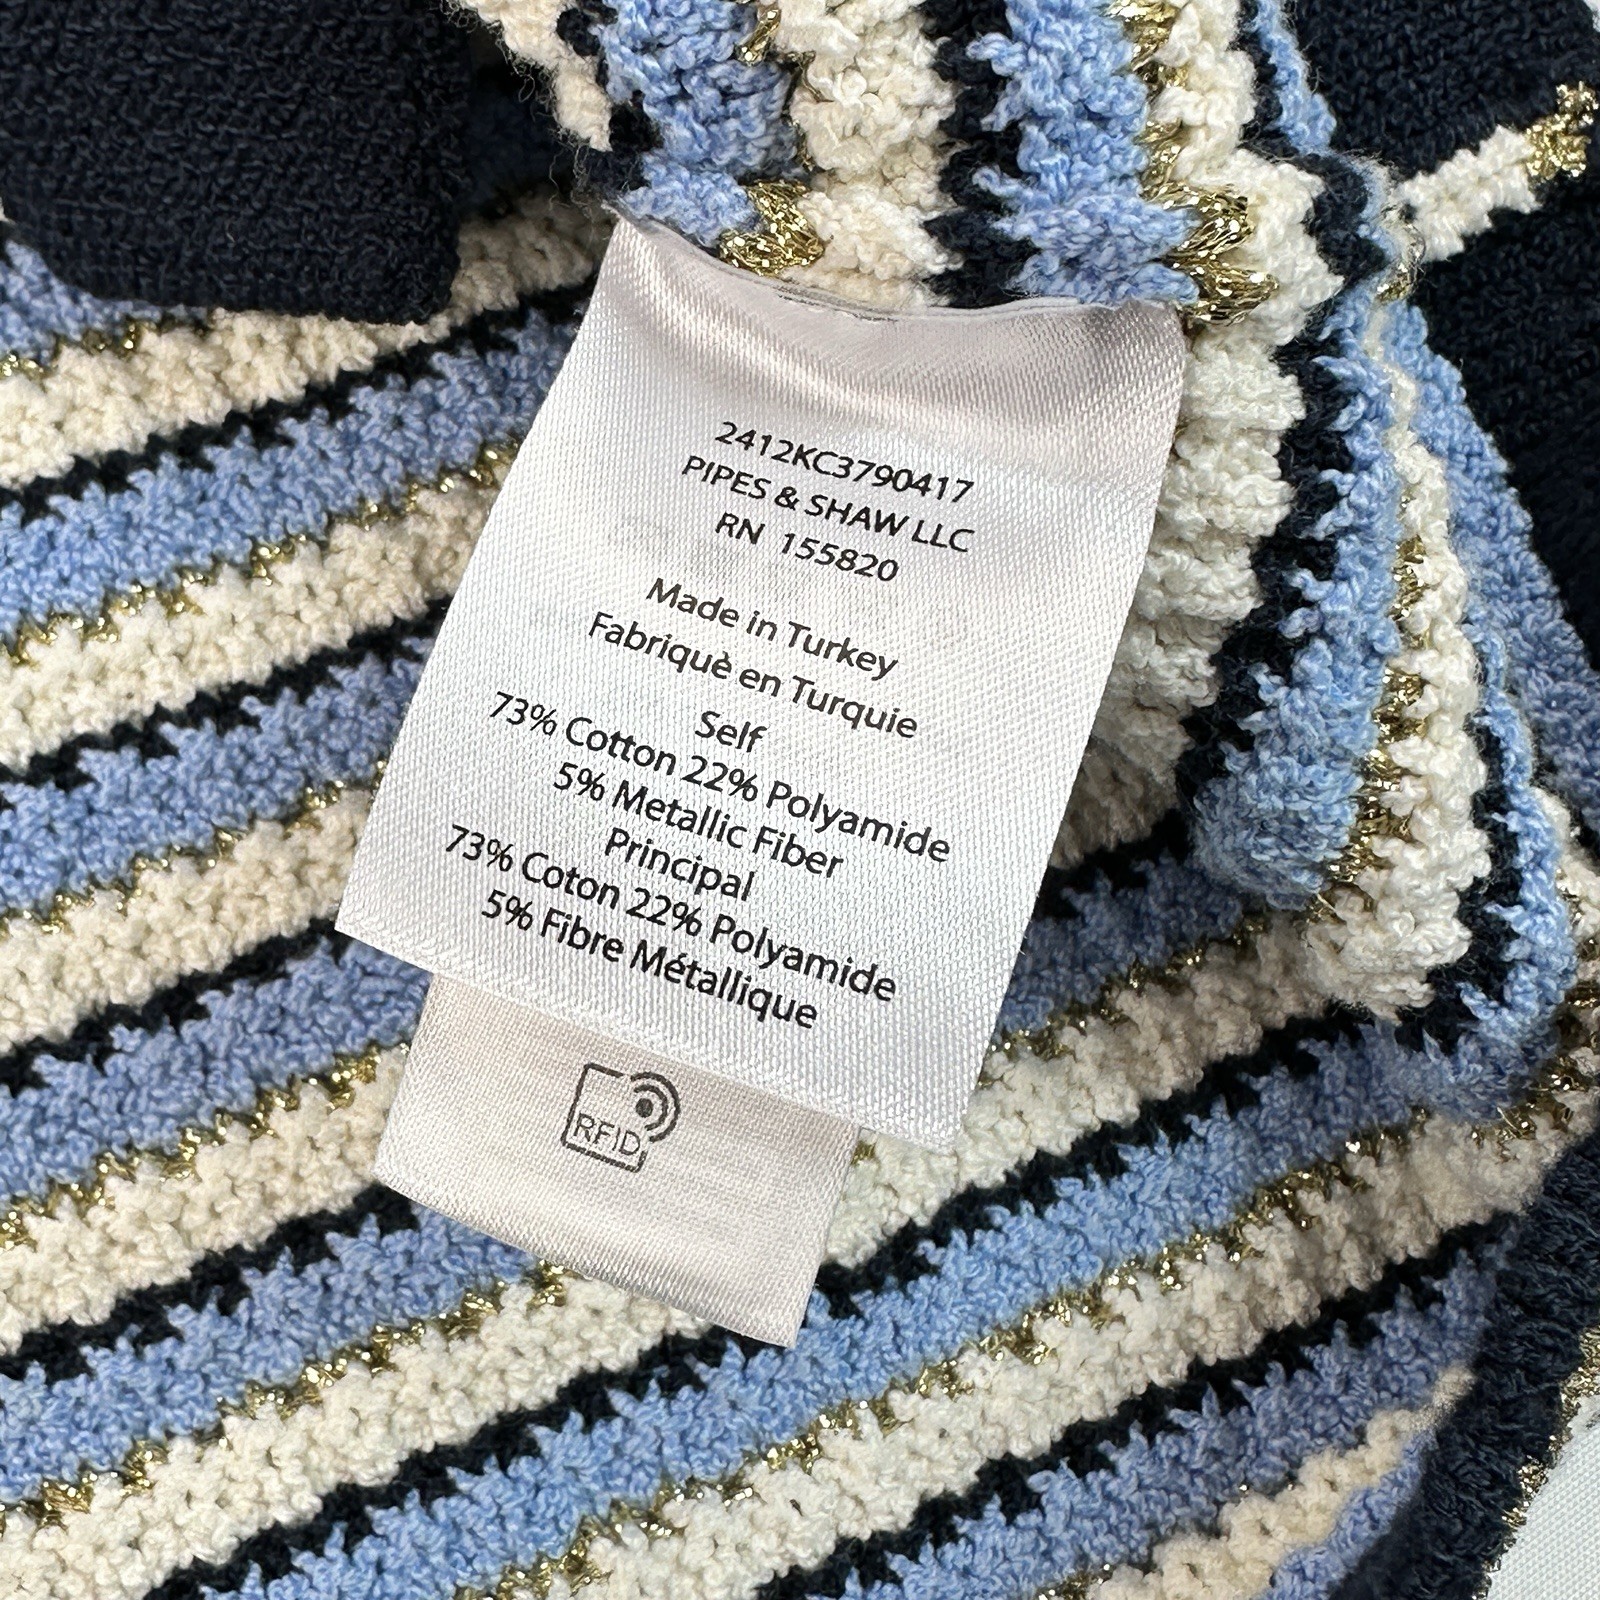 2412KC3790417
PIPES & SHAW LLC
RN 155820
Made in Turkey
Fabriquè en Turquie
Self
73% Cotton 22% Polyamide
5% Metallic Fiber
Principal
73% Coton 22% Polyamide
5% Fibre Métallique
RFID